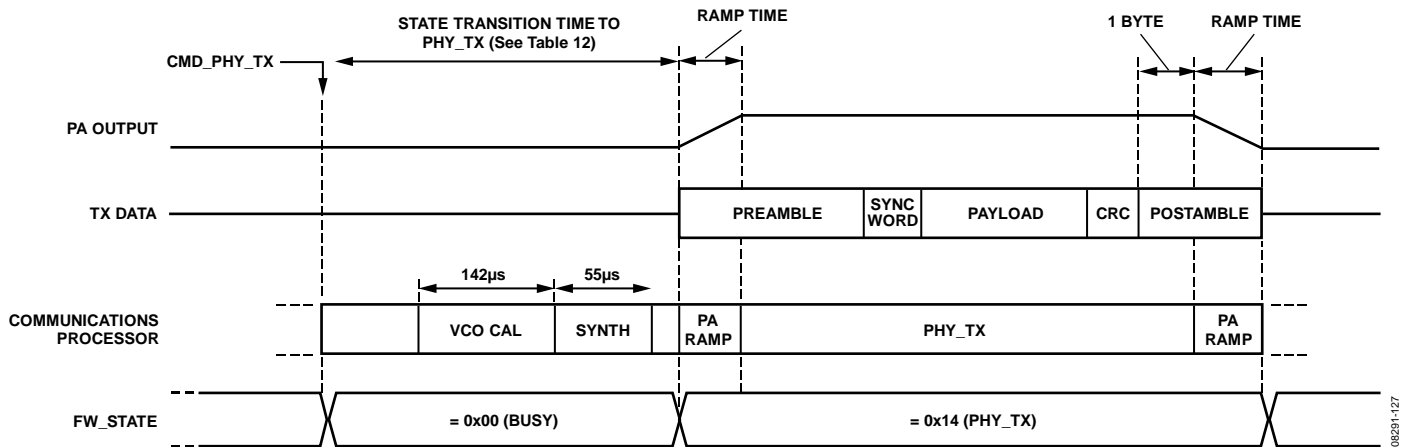 STATE TRANSITION TIME TO
PHY_TX (See Table 12)
RAMP TIME
1 BYTE
RAMP TIME
CMD_PHY_TX
PA OUTPUT
TX DATA
PREAMBLE
SYNC
WORD
PAYLOAD
CRC
POSTAMBLE
142µs
55µs
COMMUNICATIONS
PROCESSOR
VCO CAL
SYNTH
PA
RAMP
PHY_TX
PA
RAMP
FW_STATE
= 0x00 (BUSY)
= 0x14 (PHY_TX)
08291-127